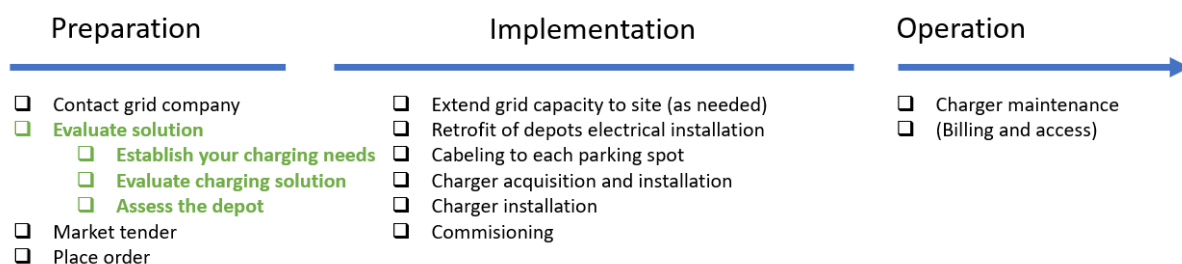 Preparation
Contact grid company
Evaluate solution
Establish your charging needs
Evaluate charging solution
Assess the depot
Market tender
Place order
Implementation
Extend grid capacity to site (as needed)
Retrofit of depots electrical installation
Cabeling to each parking spot
Charger acquisition and installation
Charger installation
Commisioning
Operation
Charger maintenance
(Billing and access)